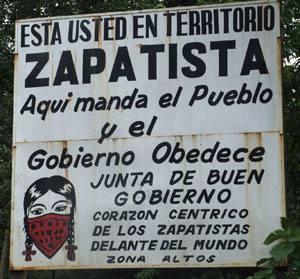 ESTA USTED EN TERRITORIO
ZAPATISTA
Aqui manda el Pueblo
y el
Gobierno Obedece
JUNTA DE BUEN
GOBIERNO
CORAZON CENTRICO
DE LOS ZAPATISTAS
DELANTE DEL MUNDO
ZONA ALTOS